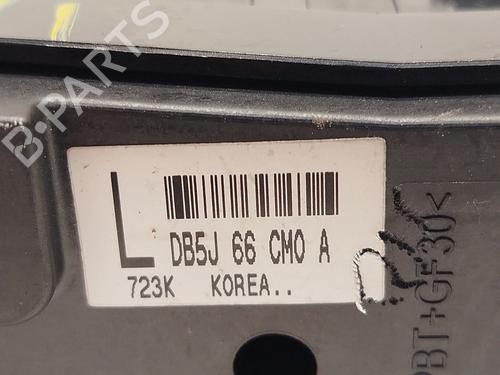 B-PARTS
L
DB5J 66 CM0 A
723K KOREA..
PBT+GF30<